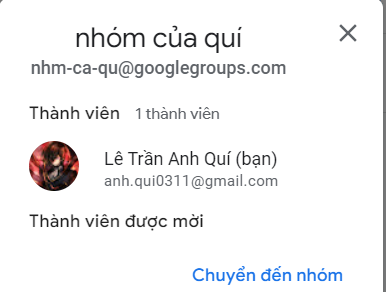 nhóm của quí
nhm-ca-qu@googlegroups.com
Thành viên 1 thành viên
Lê Trần Anh Quí (bạn)
anh.qui0311@gmail.com
Thành viên được mời
Chuyển đến nhóm